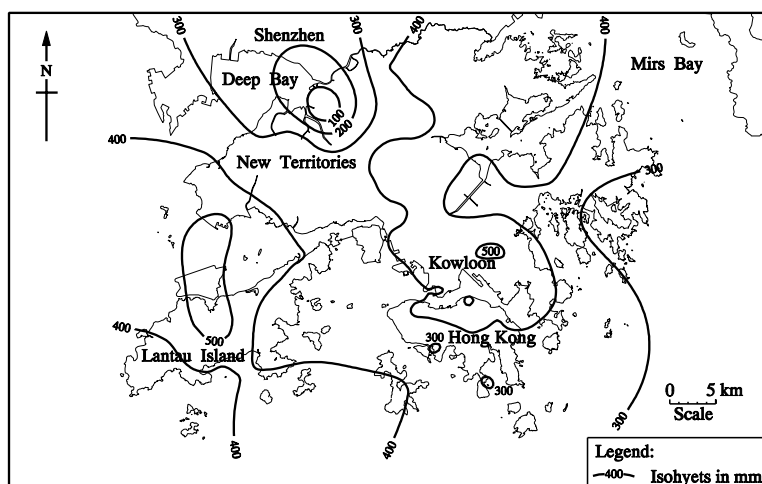 300
400
400
Shenzhen
Mirs Bay
Deep Bay
N
100
200
400
New Territories
300
500
Kowloon
400
500
300
Hong Kong
Lantau Island
300
0 5 km
Scale
300
400
400
Legend:
400 Isohyets in mm